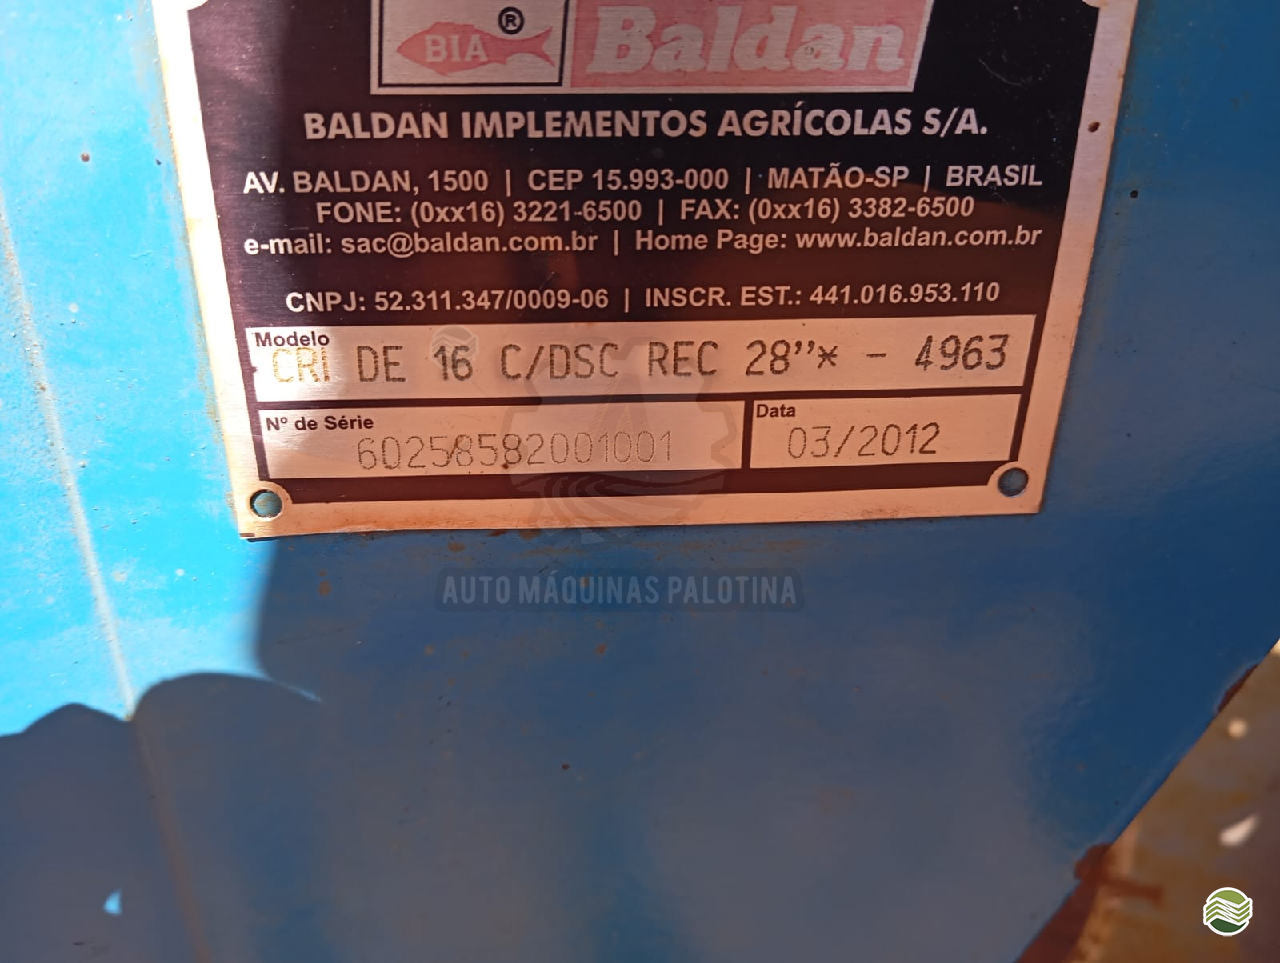 BIA ® Baldan
BALDAN IMPLEMENTOS AGRÍCOLAS S/A.
AV. BALDAN, 1500 | CEP 15.993-000 | MATÃO-SP | BRASIL
FONE: (0xx16) 3221-6500 | FAX: (0xx16) 3382-6500
e-mail: sac@baldan.com.br | Home Page: www.baldan.com.br
CNPJ: 52.311.347/0009-06 | INSCR. EST.: 441.016.953.110
Modelo
CRI DE 16 C/DSC REC 28”* - 4963
Nº de Série
60258582001001
Data
03/2012
AUTO MÁQUINAS PALOTINA